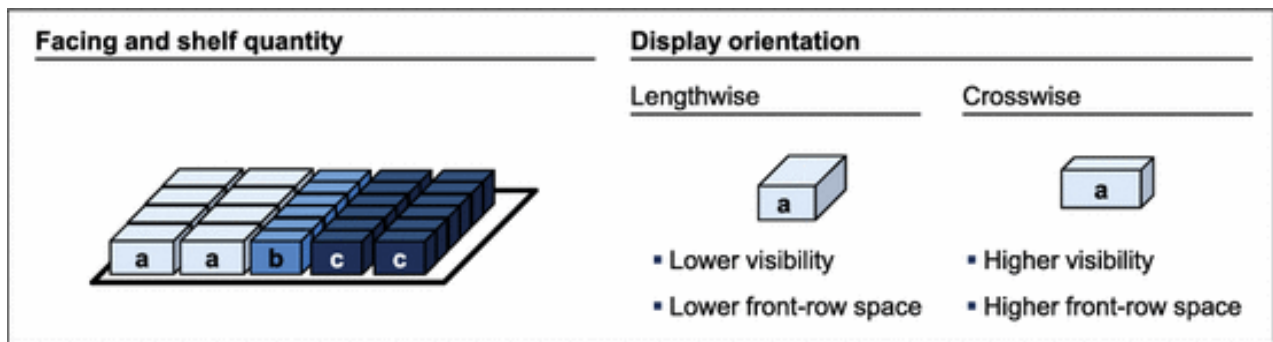 Facing and shelf quantity
Display orientation
Lengthwise
Crosswise
a
a
b
c
c
a
a
▪ Lower visibility
▪ Lower front-row space
▪ Higher visibility
▪ Higher front-row space